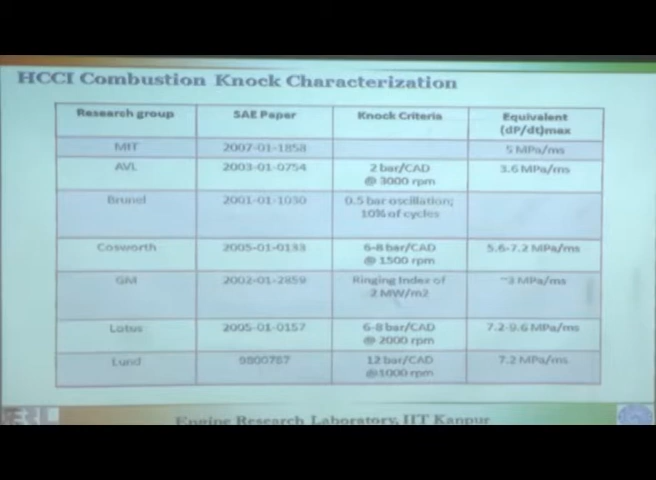 HCCI Combustion Knock Characterization
Research group SAE Paper Knock Criteria Equivalent
(dP/dt)max
MIT 2007-01-1858 5 MPa/ms
AVL 2003-01-0754 2 bar/CAD 3.6 MPa/ms
@ 3000 rpm
Brunel 2001-01-1030 0.5 bar oscillation;
10% of cycles
Cosworth 2005-01-0133 6-8 bar/CAD 5.6-7.2 MPa/ms
@ 1500 rpm
GM 2002-01-2859 Ringing Index of ~3 MPa/ms
2 MW/m2
Lotus 2005-01-0157 6-8 bar/CAD 7.2-9.6 MPa/ms
@ 2000 rpm
Lund 9800787 12 bar/CAD 7.2 MPa/ms
@1000 rpm
Engine Research Laboratory, IIT Kanpur